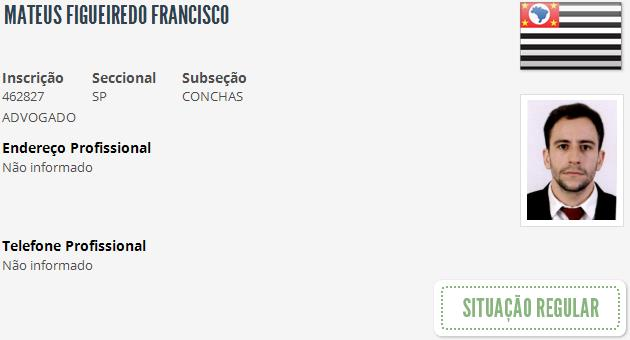 MATEUS FIGUEIREDO FRANCISCO
Inscrição Seccional Subseção
462827 SP CONCHAS
ADVOGADO
Endereço Profissional
Não informado
Telefone Profissional
Não informado
SITUAÇÃO REGULAR